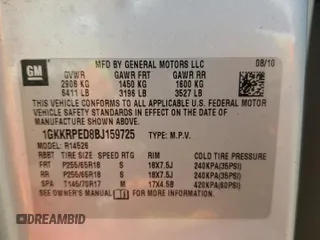 GM
MFD BY GENERAL MOTORS LLC 08/10
GVWR GAWR FRT GAWR RR
2908 KG 1450 KG 1600 KG
6411 LB 3196 LB 3527 LB
THIS VEHICLE CONFORMS TO ALL APPLICABLE U.S. FEDERAL MOTOR
VEHICLE SAFETY STANDARDS IN EFFECT ON THE DATE OF
MANUFACTURE SHOWN ABOVE.
1GKKRPED8BJ159725 TYPE: M.P.V.
MODEL: R14526
RBBT TIRE SIZE SPEED RTG RIM COLD TIRE PRESSURE
FRT P255/65R18 S 18X7.5J 240KPA(35PSI)
RR P255/65R18 S 18X7.5J 240KPA(35PSI)
SPA T145/70R17 M 17X4.5B 420KPA(60PSI)
SEE OWNER'S MANUAL FOR MORE INFORMATION.
DREAMBID